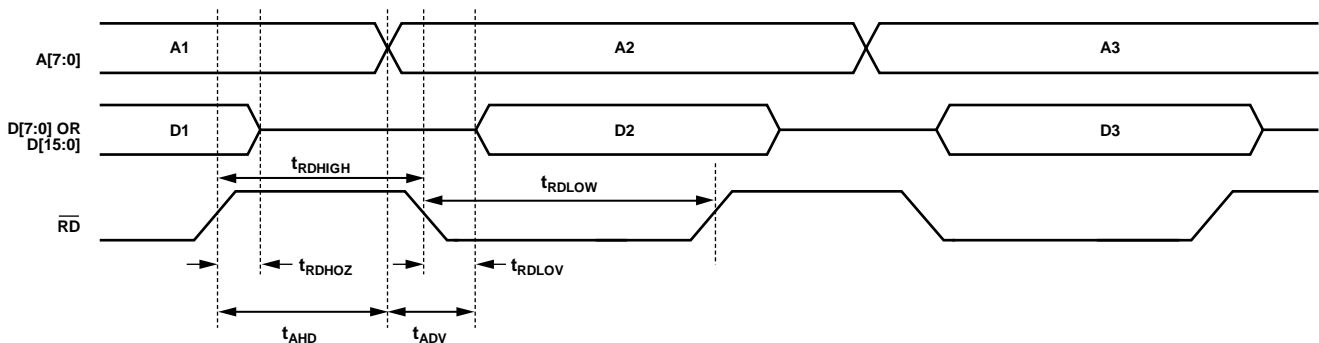 A[7:0]
A1
A2
A3
D[7:0] OR
D[15:0]
D1
D2
D3
tRDHIGH
tRDLOW
RD
tRDHOZ
tRDLOV
tAHD
tADV